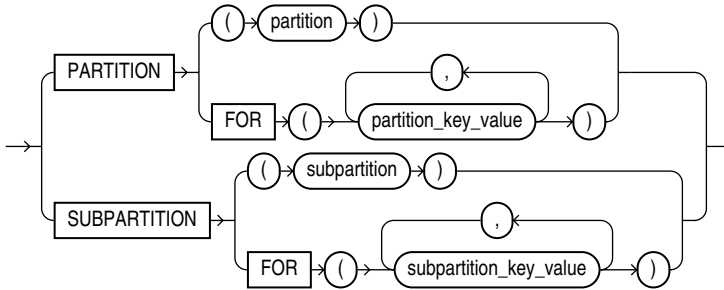 ( partition )
PARTITION
,
FOR ( partition_key_value )
( subpartition )
SUBPARTITION
,
FOR ( subpartition_key_value )